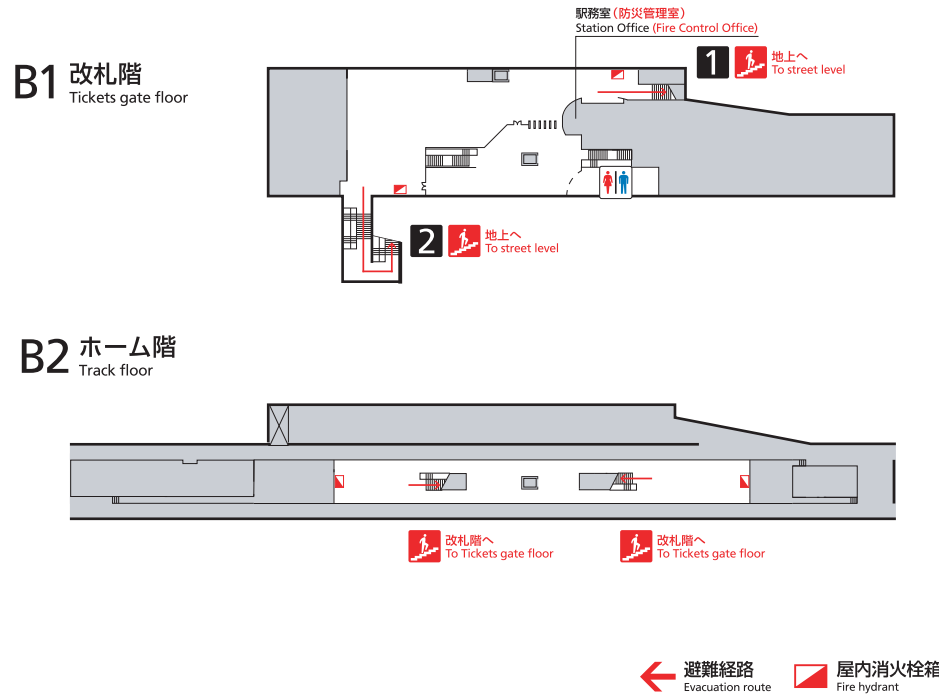 駅務室(防災管理室)
Station Office (Fire Control Office)
B1 改札階
Tickets gate floor
1 地上へ
To street level
2 地上へ
To street level
B2 ホーム階
Track floor
改札階へ
To Tickets gate floor
改札階へ
To Tickets gate floor
避難経路
Evacuation route
屋内消火栓箱
Fire hydrant